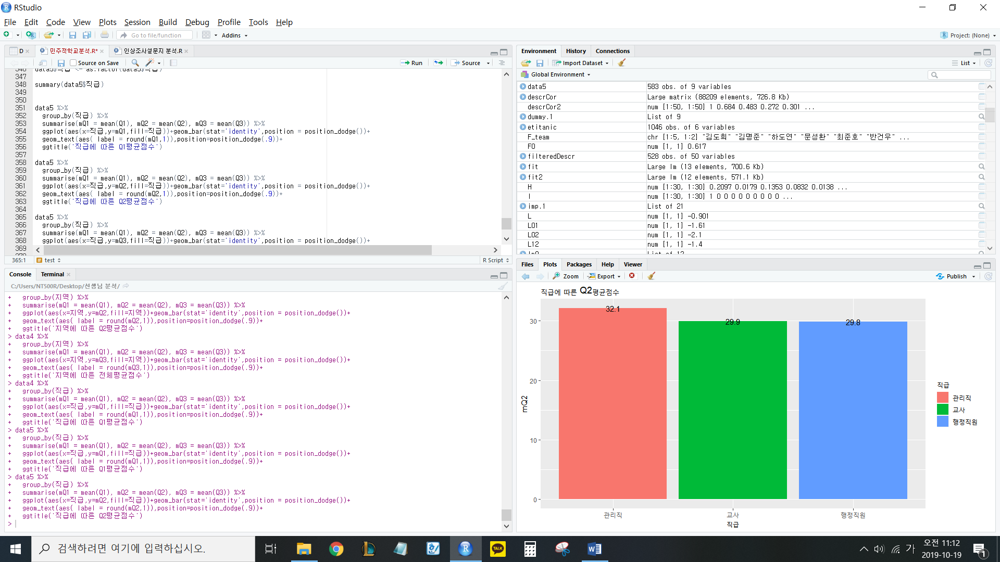 RStudio
File Edit Code View Plots Session Build Debug Profile Tools Help
Go to file/function Addins Project: (None)
D 민주적학교분석.R* 인상조사설문지 분석.R
Source on Save Run Source
346 data5$직급 <- as.factor(data5$직급)
347
348 summary(data5$직급)
349
350
351 data5 %>%
352 group_by(직급) %>%
353 summarise(mQ1 = mean(Q1), mQ2 = mean(Q2), mQ3 = mean(Q3)) %>%
354 ggplot(aes(x=직급,y=mQ1,fill=직급))+geom_bar(stat='identity',position = position_dodge())+
355 geom_text(aes( label = round(mQ1,1)),position=position_dodge(.9))+
356 ggtitle('직급에 따른 Q1평균점수')
357
358 data5 %>%
359 group_by(직급) %>%
360 summarise(mQ1 = mean(Q1), mQ2 = mean(Q2), mQ3 = mean(Q3)) %>%
361 ggplot(aes(x=직급,y=mQ2,fill=직급))+geom_bar(stat='identity',position = position_dodge())+
362 geom_text(aes( label = round(mQ2,1)),position=position_dodge(.9))+
363 ggtitle('직급에 따른 Q2평균점수')
364
365 data5 %>%
366 group_by(직급) %>%
367 summarise(mQ1 = mean(Q1), mQ2 = mean(Q2), mQ3 = mean(Q3)) %>%
368 ggplot(aes(x=직급,y=mQ3,fill=직급))+geom_bar(stat='identity',position = position_dodge())+
369
365:1 test R Script
Console Terminal
C:/Users/NT500R/Desktop/선생님 분석/
+ group_by(지역) %>%
+ summarise(mQ1 = mean(Q1), mQ2 = mean(Q2), mQ3 = mean(Q3)) %>%
+ ggplot(aes(x=지역,y=mQ2,fill=지역))+geom_bar(stat='identity',position = position_dodge())+
+ geom_text(aes( label = round(mQ2,1)),position=position_dodge(.9))+
+ ggtitle('지역에 따른 Q2평균점수')
> data4 %>%
+ group_by(지역) %>%
+ summarise(mQ1 = mean(Q1), mQ2 = mean(Q2), mQ3 = mean(Q3)) %>%
+ ggplot(aes(x=지역,y=mQ3,fill=지역))+geom_bar(stat='identity',position = position_dodge())+
+ geom_text(aes( label = round(mQ3,1)),position=position_dodge(.9))+
+ ggtitle('지역에 따른 전체평균점수')
> data4 %>%
+ group_by(직급) %>%
+ summarise(mQ1 = mean(Q1), mQ2 = mean(Q2), mQ3 = mean(Q3)) %>%
+ ggplot(aes(x=직급,y=mQ1,fill=직급))+geom_bar(stat='identity',position = position_dodge())+
+ geom_text(aes( label = round(mQ1,1)),position=position_dodge(.9))+
+ ggtitle('직급에 따른 Q1평균점수')
> data5 %>%
+ group_by(직급) %>%
+ summarise(mQ1 = mean(Q1), mQ2 = mean(Q2), mQ3 = mean(Q3)) %>%
+ ggplot(aes(x=직급,y=mQ1,fill=직급))+geom_bar(stat='identity',position = position_dodge())+
+ geom_text(aes( label = round(mQ1,1)),position=position_dodge(.9))+
+ ggtitle('직급에 따른 Q1평균점수')
> data5 %>%
+ group_by(직급) %>%
+ summarise(mQ1 = mean(Q1), mQ2 = mean(Q2), mQ3 = mean(Q3)) %>%
+ ggplot(aes(x=직급,y=mQ2,fill=직급))+geom_bar(stat='identity',position = position_dodge())+
+ geom_text(aes( label = round(mQ2,1)),position=position_dodge(.9))+
+ ggtitle('직급에 따른 Q2평균점수')
>
Environment History Connections
Import Dataset List
Global Environment
data5 583 obs. of 9 variables
descrCor Large matrix (88209 elements, 726.8 Kb)
descrCor2 num [1:50, 1:50] 1 0.684 0.483 0.272 0.301 ...
dummy.1 List of 9
etitanic 1046 obs. of 6 variables
F_team chr [1:5, 1:2] "김도희" "김명준" "하도연" "문성환" "최준호" "반건우" ...
F0 num [1, 1] 0.617
filteredDescr 528 obs. of 50 variables
fit Large lm (13 elements, 700.6 Kb)
fit2 Large lm (12 elements, 571.1 Kb)
H num [1:30, 1:30] 0.2097 0.0179 0.1353 0.0832 0.0138 ...
I num [1:30, 1:30] 1 0 0 0 0 0 0 0 0 0 ...
imp.1 List of 21
L num [1, 1] -0.901
L01 num [1, 1] -1.61
L02 num [1, 1] -2.1
L12 num [1, 1] -1.4
Files Plots Packages Help Viewer
Zoom Export Publish
직급에 따른 Q2평균점수
32.1
29.9
29.8
30
20
10
0
mQ2
관리직 교사 행정직원
직급
직급
관리직
교사
행정직원
검색하려면 여기에 입력하십시오.
TALK
가
오전 11:12
2019-10-19
1